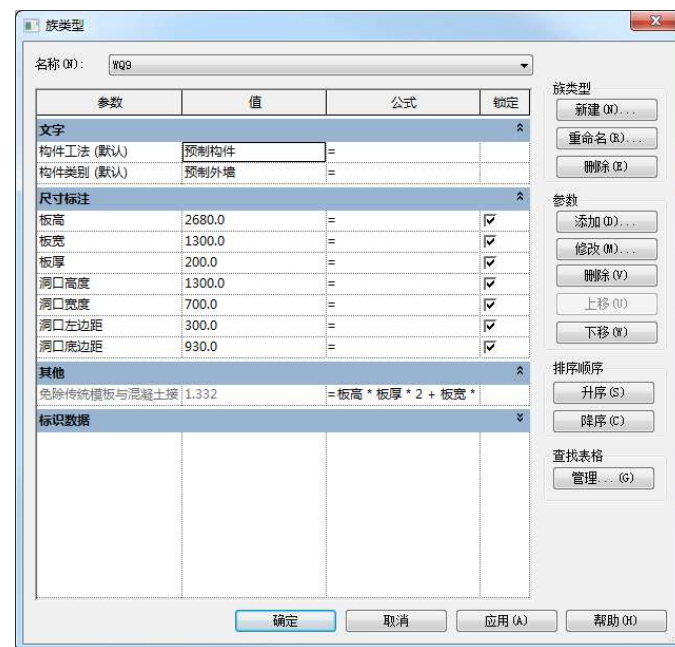 族类型
名称(N): WQ9
参数 值 公式 锁定
文字
构件工法 (默认) 预制构件 =
构件类别 (默认) 预制外墙 =
尺寸标注
板高 2680.0 =
板宽 1300.0 =
板厚 200.0 =
洞口高度 1300.0 =
洞口宽度 700.0 =
洞口左边距 300.0 =
洞口底边距 930.0 =
其他
免除传统模板与混凝土接 1.332 =板高 * 板厚 * 2 + 板宽 *
标识数据
族类型
新建(N)...
重命名(R)...
删除(E)
参数
添加(D)...
修改(M)...
删除(V)
上移(U)
下移(W)
排序顺序
升序(S)
降序(C)
查找表格
管理...(G)
确定 取消 应用(A) 帮助(H)